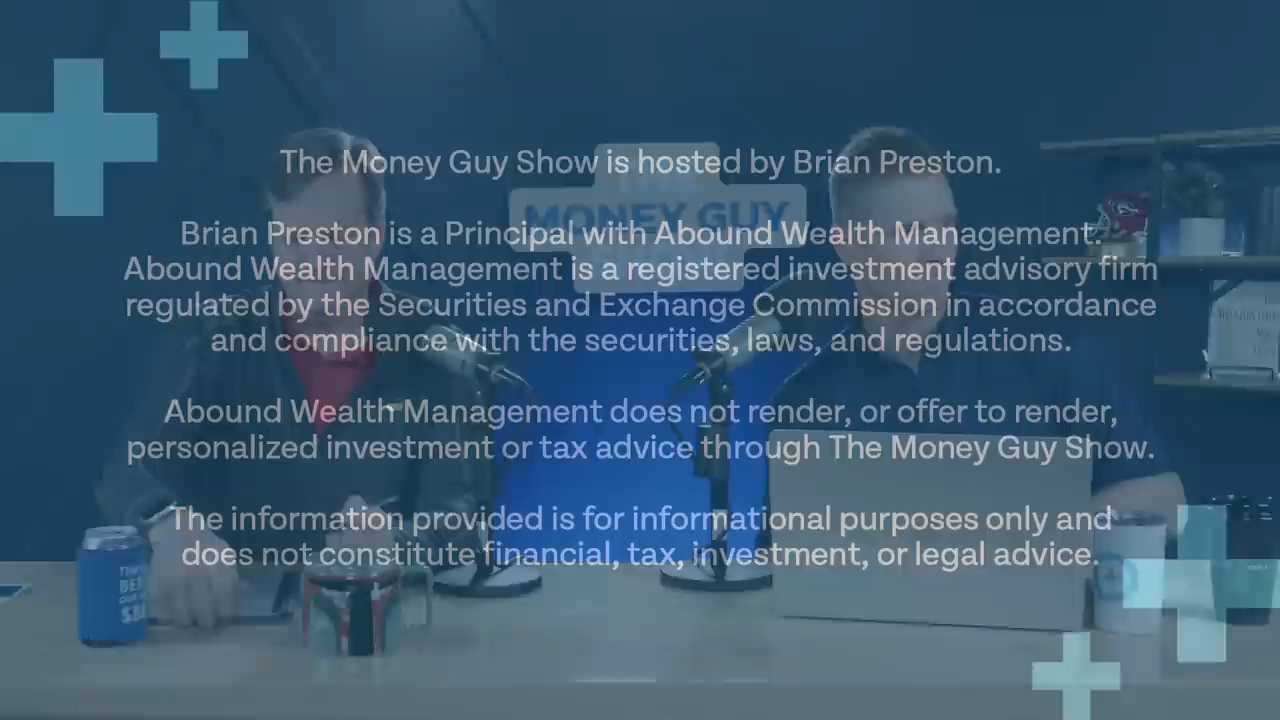 The Money Guy Show is hosted by Brian Preston.
MONEY GUY
Brian Preston is a Principal with Abound Wealth Management.
Abound Wealth Management is a registered investment advisory firm
regulated by the Securities and Exchange Commission in accordance
and compliance with the securities, laws, and regulations.
Abound Wealth Management does not render, or offer to render,
personalized investment or tax advice through The Money Guy Show.
The information provided is for informational purposes only and
does not constitute financial, tax, investment, or legal advice.